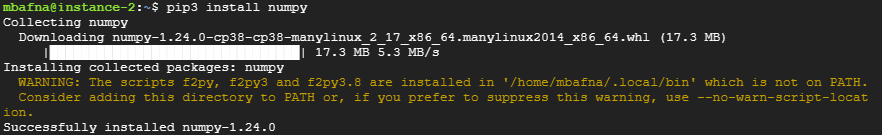 mbafna@instance-2:~$ pip3 install numpy
Collecting numpy
  Downloading numpy-1.24.0-cp38-cp38-manylinux_2_17_x86_64.manylinux2014_x86_64.whl (17.3 MB)
     |████████████████████████████████| 17.3 MB 5.3 MB/s
Installing collected packages: numpy
  WARNING: The scripts f2py, f2py3 and f2py3.8 are installed in '/home/mbafna/.local/bin' which is not on PATH.
  Consider adding this directory to PATH or, if you prefer to suppress this warning, use --no-warn-script-locat
ion.
Successfully installed numpy-1.24.0